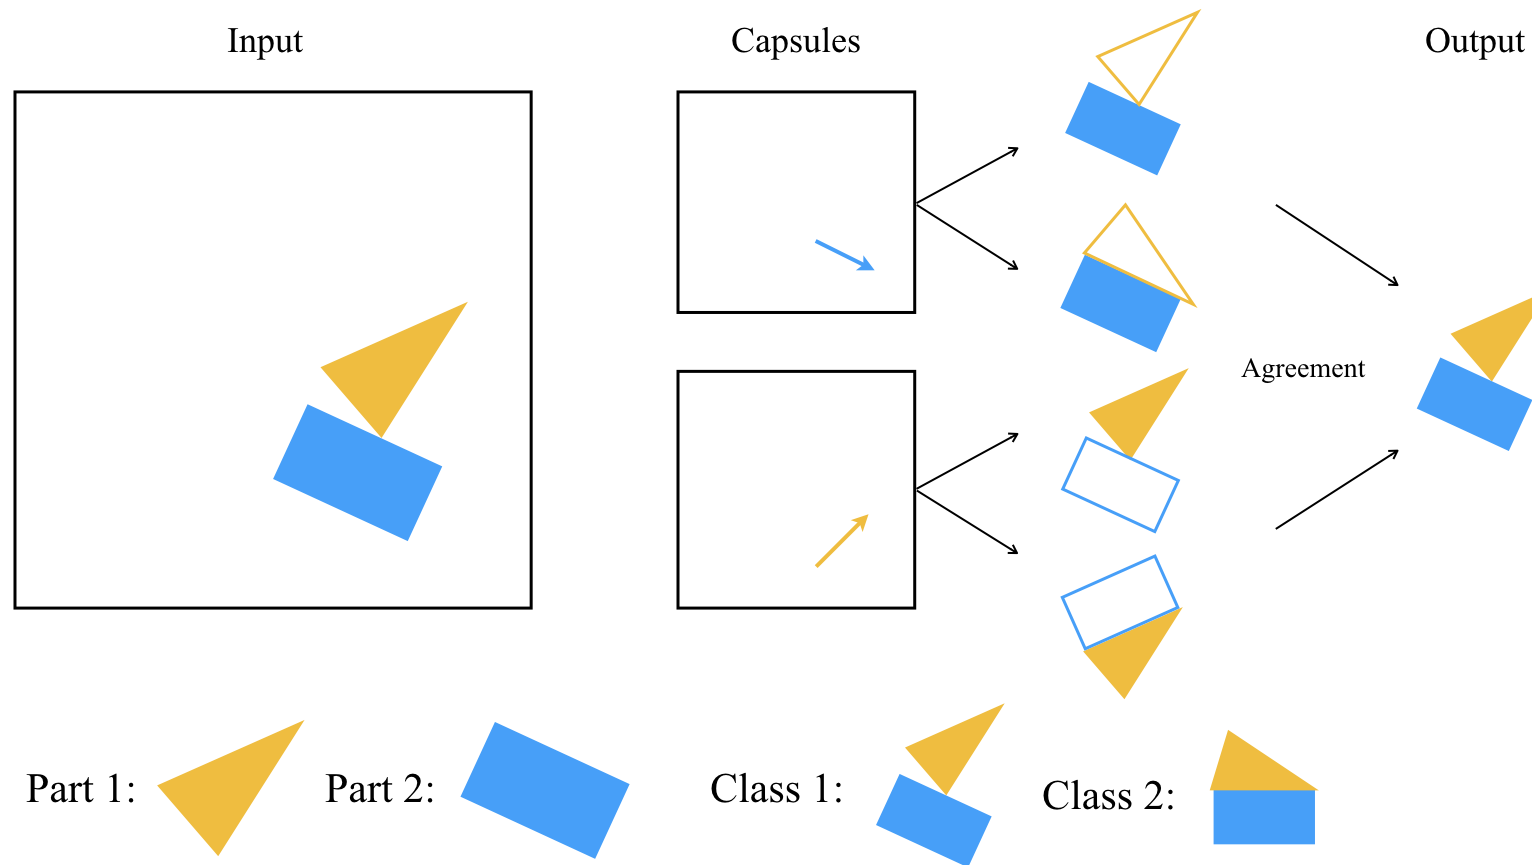 Input
Capsules
Output
Agreement
Part 1:
Part 2:
Class 1:
Class 2: